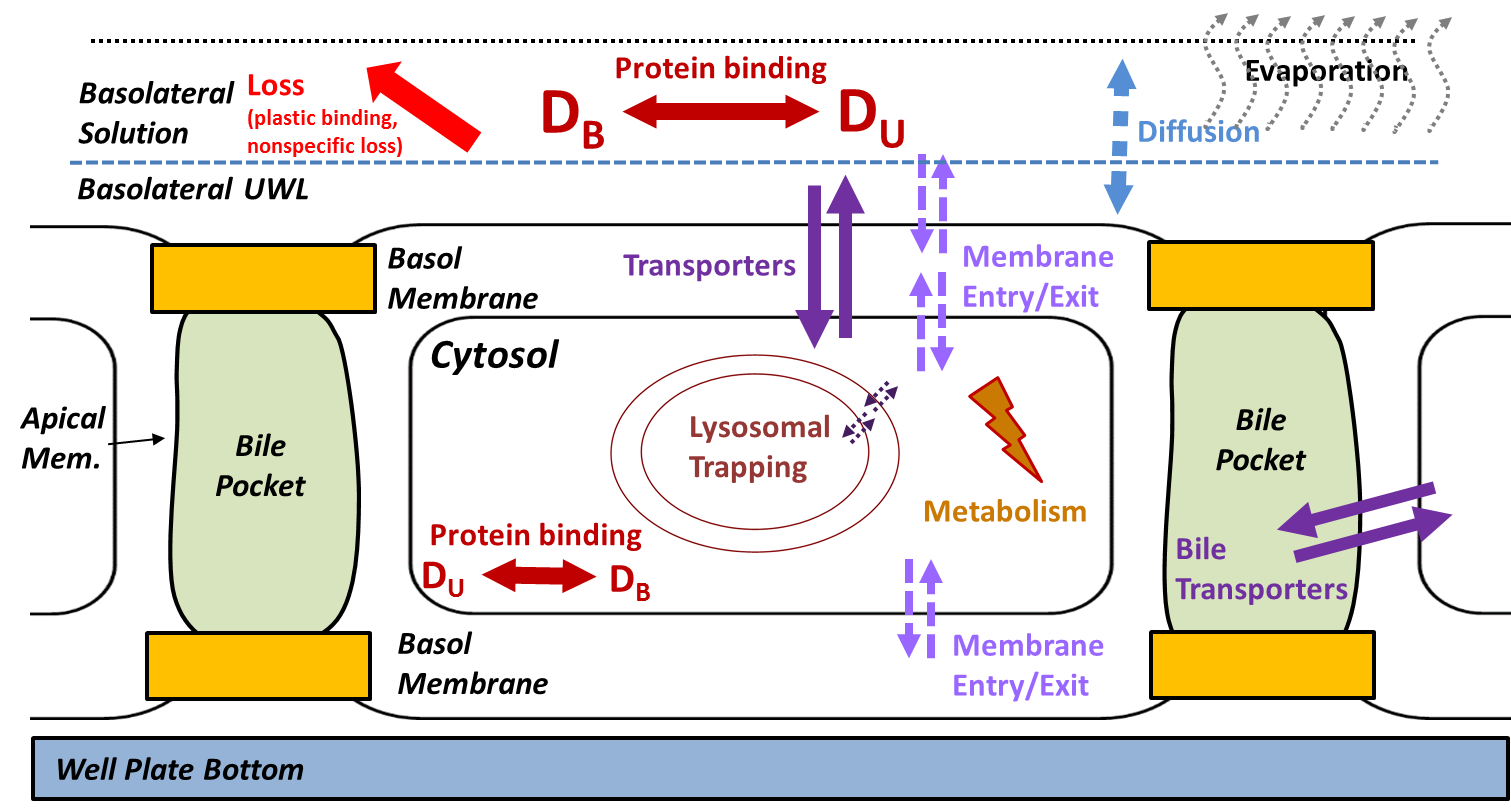 Evaporation
Protein binding
Basolateral
Solution
Loss
(plastic binding,
nonspecific loss)
DB
DU
Diffusion
Basolateral UWL
Basol
Membrane
Transporters
Membrane
Entry/Exit
Cytosol
Apical
Mem.
Bile
Pocket
Lysosomal
Trapping
Bile
Pocket
Metabolism
Protein binding
DU
DB
Bile
Transporters
Basol
Membrane
Membrane
Entry/Exit
Well Plate Bottom